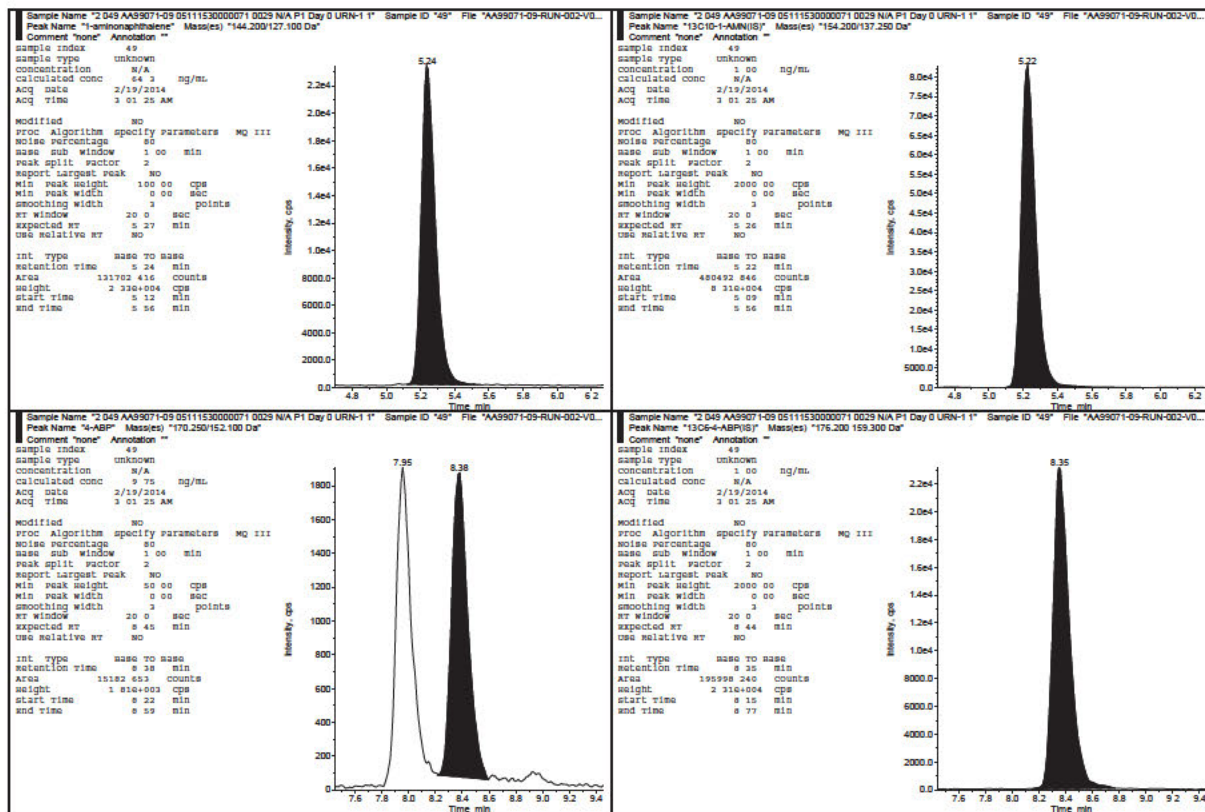 Sample Name "2 049 AA99071-09 05111530000071 0029 N/A P1 Day 0 URN-1 1" Sample ID "49" File "AA99071-09-RUN-002-V0...
Peak Name "1-aminonaphthalene" Mass(es) "144.200/127.100 Da"
Comment "none" Annotation ""
Sample Index 49
Sample Type Unknown
Concentration N/A
Calculated Conc 64 3 ng/mL
Acq Date 2/19/2014
Acq Time 3 01 25 AM
Modified NO
Proc Algorithm Specify Parameters MQ III
Noise Percentage 80
Base Sub Window 1 00 min
Peak Split Factor 2
Report Largest Peak NO
Min Peak Height 100 00 cps
Min Peak Width 0 00 sec
Smoothing Width 3 points
RT Window 20 0 sec
Expected RT 5 27 min
Use Relative RT NO
Int Type Base To Base
Retention Time 5 24 min
Area 131702 416 counts
Height 2 33e+004 cps
Start Time 5 12 min
End Time 5 56 min
5.24
Intensity, cps
2.2e4
2.0e4
1.8e4
1.6e4
1.4e4
1.2e4
1.0e4
8000.0
6000.0
4000.0
2000.0
0.0
4.8 5.0 5.2 5.4 5.6 5.8 6.0 6.2
Time, min
Sample Name "2 049 AA99071-09 05111530000071 0029 N/A P1 Day 0 URN-1 1" Sample ID "49" File "AA99071-09-RUN-002-V0...
Peak Name "13C10-1-AMN(IS)" Mass(es) "154.200/137.250 Da"
Comment "none" Annotation ""
Sample Index 49
Sample Type Unknown
Concentration 1 00 ng/mL
Calculated Conc N/A
Acq Date 2/19/2014
Acq Time 3 01 25 AM
Modified NO
Proc Algorithm Specify Parameters MQ III
Noise Percentage 80
Base Sub Window 1 00 min
Peak Split Factor 2
Report Largest Peak NO
Min Peak Height 2000 00 cps
Min Peak Width 0 00 sec
Smoothing Width 3 points
RT Window 20 0 sec
Expected RT 5 26 min
Use Relative RT NO
Int Type Base To Base
Retention Time 5 22 min
Area 480492 846 counts
Height 8 31e+004 cps
Start Time 5 09 min
End Time 5 56 min
5.22
Intensity, cps
8.0e4
7.5e4
7.0e4
6.5e4
6.0e4
5.5e4
5.0e4
4.5e4
4.0e4
3.5e4
3.0e4
2.5e4
2.0e4
1.5e4
1.0e4
5000.0
0.0
4.8 5.0 5.2 5.4 5.6 5.8 6.0 6.2
Time, min
Sample Name "2 049 AA99071-09 05111530000071 0029 N/A P1 Day 0 URN-1 1" Sample ID "49" File "AA99071-09-RUN-002-V0...
Peak Name "4-ABP" Mass(es) "170.250/152.100 Da"
Comment "none" Annotation ""
Sample Index 49
Sample Type Unknown
Concentration N/A
Calculated Conc 9 75 ng/mL
Acq Date 2/19/2014
Acq Time 3 01 25 AM
Modified NO
Proc Algorithm Specify Parameters MQ III
Noise Percentage 80
Base Sub Window 1 00 min
Peak Split Factor 2
Report Largest Peak NO
Min Peak Height 50 00 cps
Min Peak Width 0 00 sec
Smoothing Width 3 points
RT Window 20 0 sec
Expected RT 8 45 min
Use Relative RT NO
Int Type Base To Base
Retention Time 8 38 min
Area 15182 653 counts
Height 1 81e+003 cps
Start Time 8 22 min
End Time 8 59 min
7.95 8.38
Intensity, cps
1800
1600
1400
1200
1000
800
600
400
200
0
7.6 7.8 8.0 8.2 8.4 8.6 8.8 9.0 9.2 9.4
Time, min
Sample Name "2 049 AA99071-09 05111530000071 0029 N/A P1 Day 0 URN-1 1" Sample ID "49" File "AA99071-09-RUN-002-V0...
Peak Name "13C6-4-ABP(IS)" Mass(es) "176.200 159.300 Da"
Comment "none" Annotation ""
Sample Index 49
Sample Type Unknown
Concentration 1 00 ng/mL
Calculated Conc N/A
Acq Date 2/19/2014
Acq Time 3 01 25 AM
Modified NO
Proc Algorithm Specify Parameters MQ III
Noise Percentage 80
Base Sub Window 1 00 min
Peak Split Factor 2
Report Largest Peak NO
Min Peak Height 2000 00 cps
Min Peak Width 0 00 sec
Smoothing Width 3 points
RT Window 20 0 sec
Expected RT 8 44 min
Use Relative RT NO
Int Type Base To Base
Retention Time 8 35 min
Area 195998 240 counts
Height 2 31e+004 cps
Start Time 8 15 min
End Time 8 77 min
8.35
Intensity, cps
2.2e4
2.0e4
1.8e4
1.6e4
1.4e4
1.2e4
1.0e4
8000.0
6000.0
4000.0
2000.0
0.0
7.6 7.8 8.0 8.2 8.4 8.6 8.8 9.0 9.2 9.4
Time, min